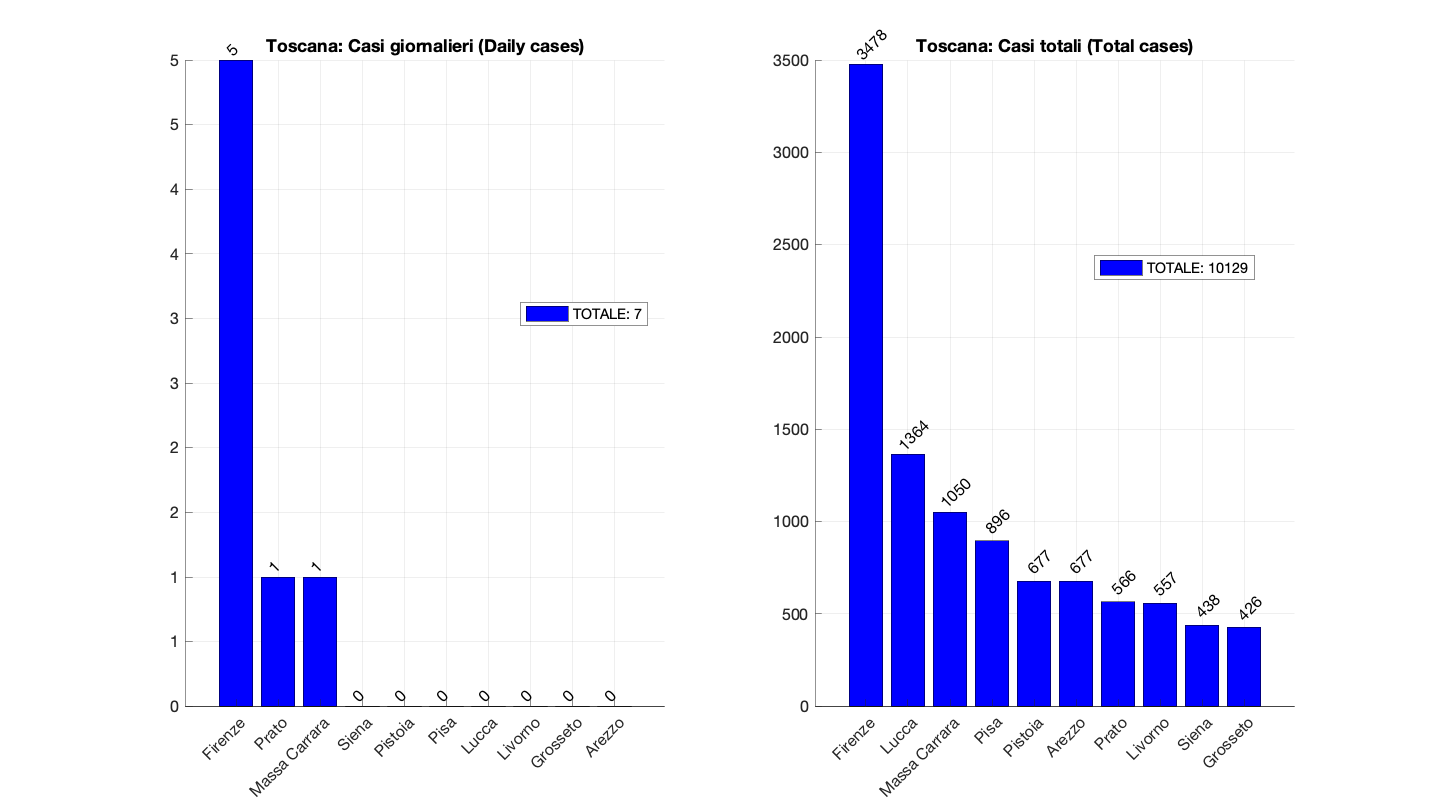 Toscana: Casi giornalieri (Daily cases)
5
5
5
4
4
3
3
2
2
1
1
0
5
1
1
0
0
0
0
0
0
0
TOTALE: 7
Firenze
Prato
Massa Carrara
Siena
Pistoia
Pisa
Lucca
Livorno
Grosseto
Arezzo
Toscana: Casi totali (Total cases)
3500
3000
2500
2000
1500
1000
500
0
3478
1364
1050
896
677
677
566
557
438
426
TOTALE: 10129
Firenze
Lucca
Massa Carrara
Pisa
Pistoia
Arezzo
Prato
Livorno
Siena
Grosseto